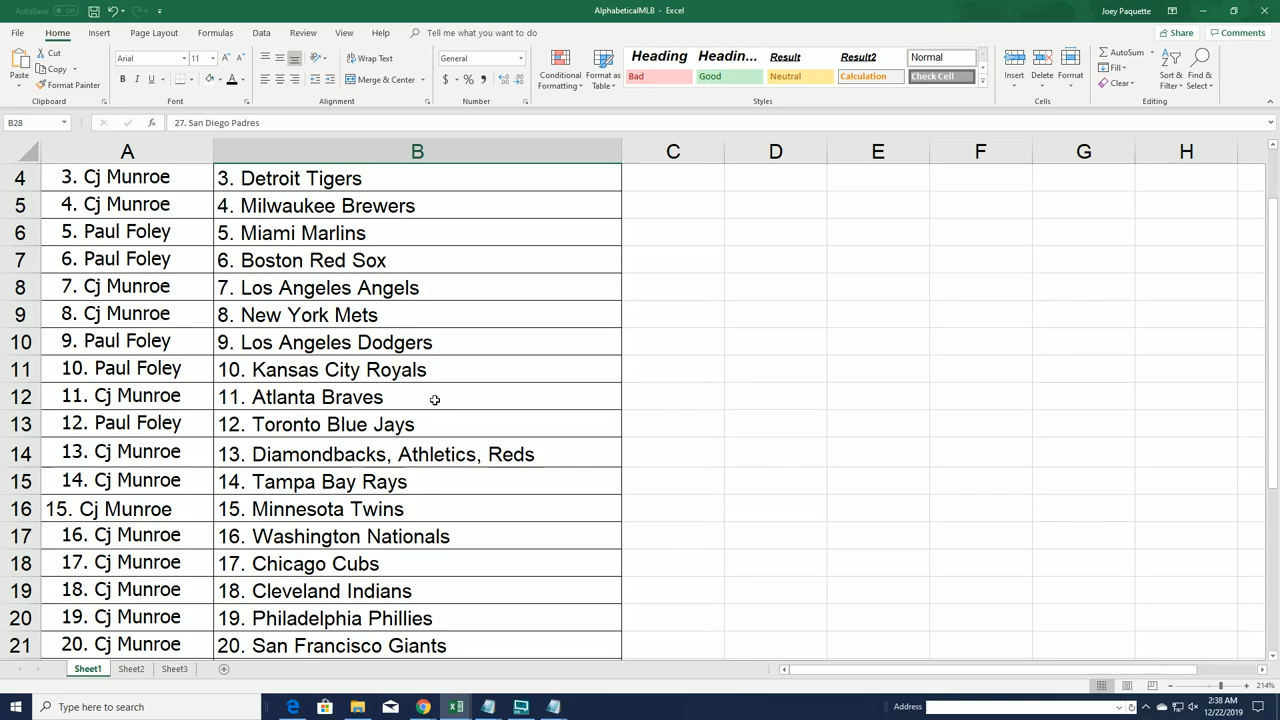 AutoSave Off AlphabeticalMLB - Excel Joey Paquette
File Home Insert Page Layout Formulas Data Review View Help Tell me what you want to do Share Comments
Cut
Copy
Format Painter
Paste
Clipboard
Arial 11
B I U
Font
Wrap Text
Merge & Center
Alignment
General
$ % ,
Number
Conditional Formatting
Format as Table
Heading Headin... Result Result2 Normal
Bad Good Neutral Calculation Check Cell
Styles
Insert Delete Format
Cells
AutoSum
Fill
Clear
Sort & Filter
Find & Select
Editing
B28 27. San Diego Padres
A B C D E F G H
4 3. Cj Munroe 3. Detroit Tigers
5 4. Cj Munroe 4. Milwaukee Brewers
6 5. Paul Foley 5. Miami Marlins
7 6. Paul Foley 6. Boston Red Sox
8 7. Cj Munroe 7. Los Angeles Angels
9 8. Cj Munroe 8. New York Mets
10 9. Paul Foley 9. Los Angeles Dodgers
11 10. Paul Foley 10. Kansas City Royals
12 11. Cj Munroe 11. Atlanta Braves
13 12. Paul Foley 12. Toronto Blue Jays
14 13. Cj Munroe 13. Diamondbacks, Athletics, Reds
15 14. Cj Munroe 14. Tampa Bay Rays
16 15. Cj Munroe 15. Minnesota Twins
17 16. Cj Munroe 16. Washington Nationals
18 17. Cj Munroe 17. Chicago Cubs
19 18. Cj Munroe 18. Cleveland Indians
20 19. Cj Munroe 19. Philadelphia Phillies
21 20. Cj Munroe 20. San Francisco Giants
Sheet1 Sheet2 Sheet3
214%
Type here to search Address 2:38 AM
12/22/2019